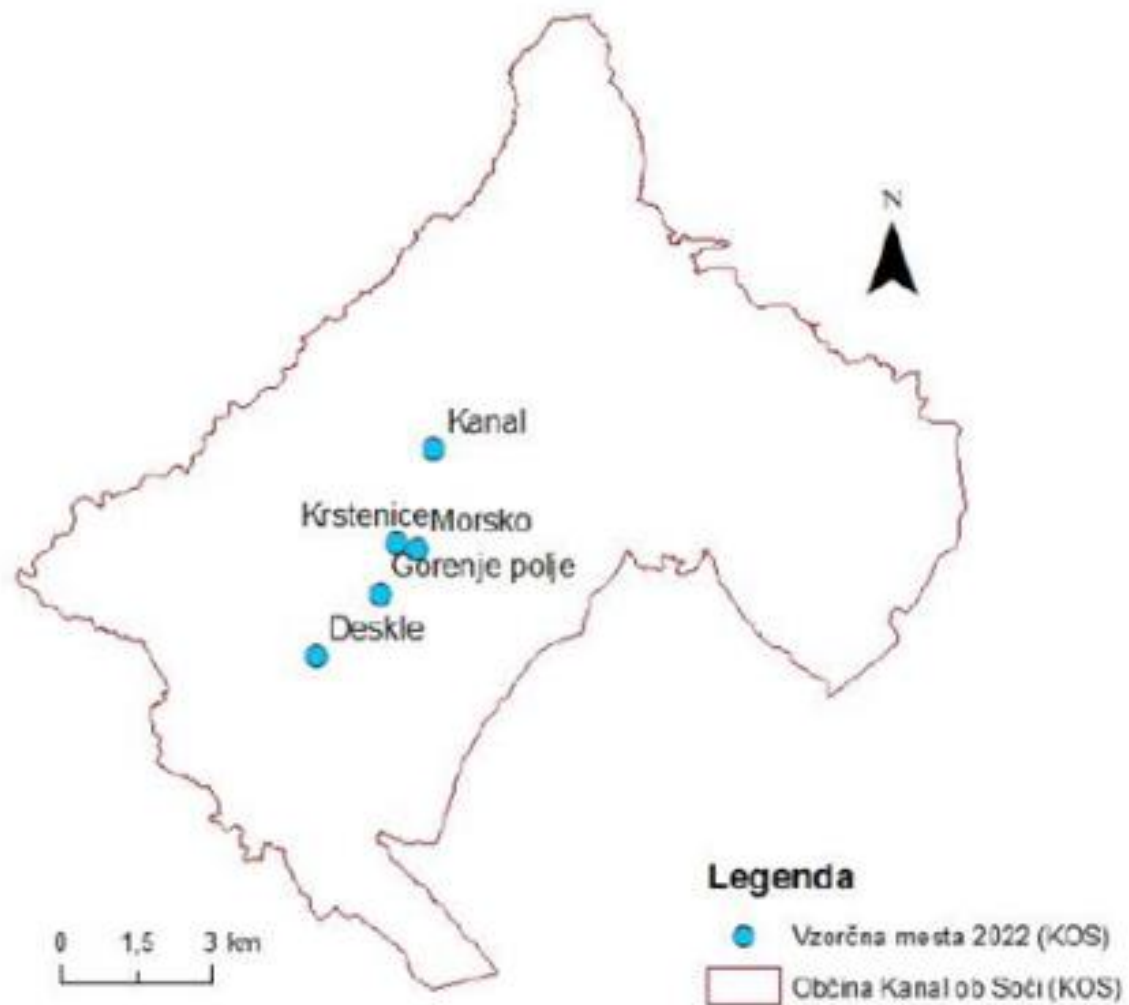 N
Kanal
Krstenice Morsko
Gorenje polje
Deskle
Legenda
0 1,5 3 km
Vzorčna mesta 2022 (KOS)
Občina Kanal ob Soči (KOS)